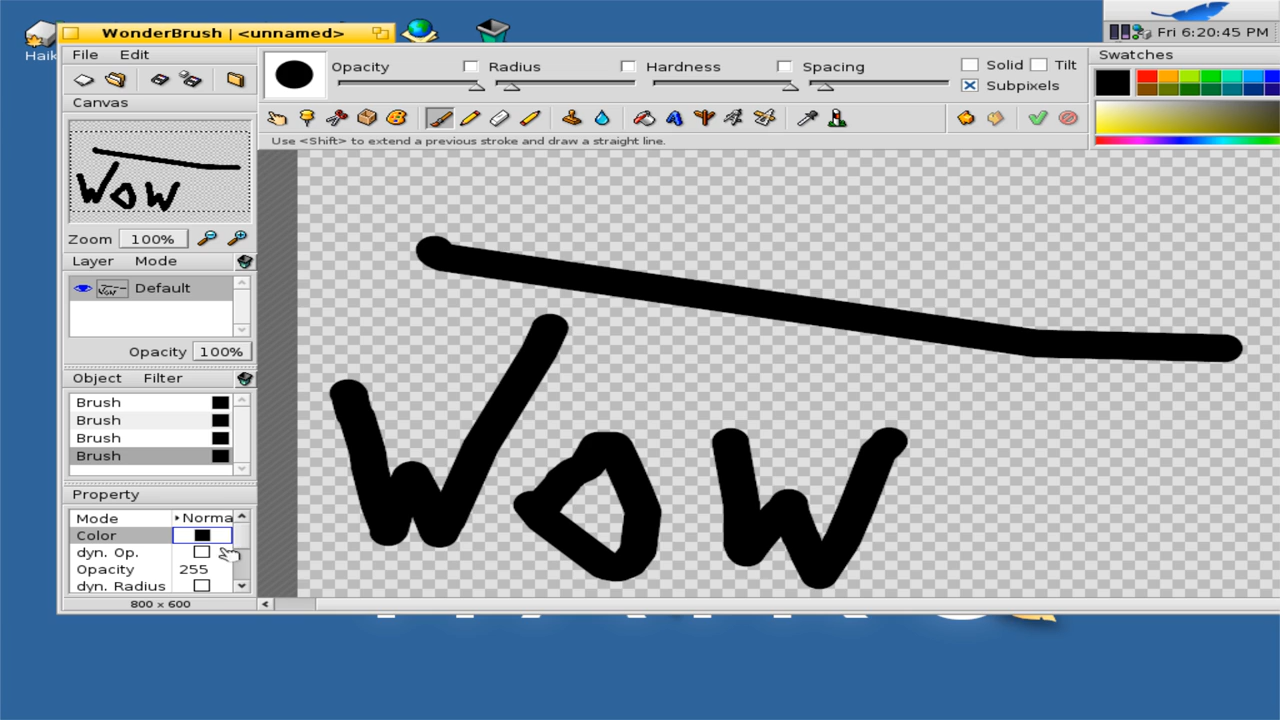 WonderBrush | <unnamed>
Haik
Fri 6:20:45 PM
File Edit
Canvas
Zoom 100%
Layer Mode
Default
Opacity 100%
Object Filter
Brush
Brush
Brush
Brush
Property
Mode Norma
Color
dyn. Op.
Opacity 255
dyn. Radius
800 x 600
Opacity Radius Hardness Spacing Solid Tilt
Subpixels
Use <Shift> to extend a previous stroke and draw a straight line.
Swatches
Wow